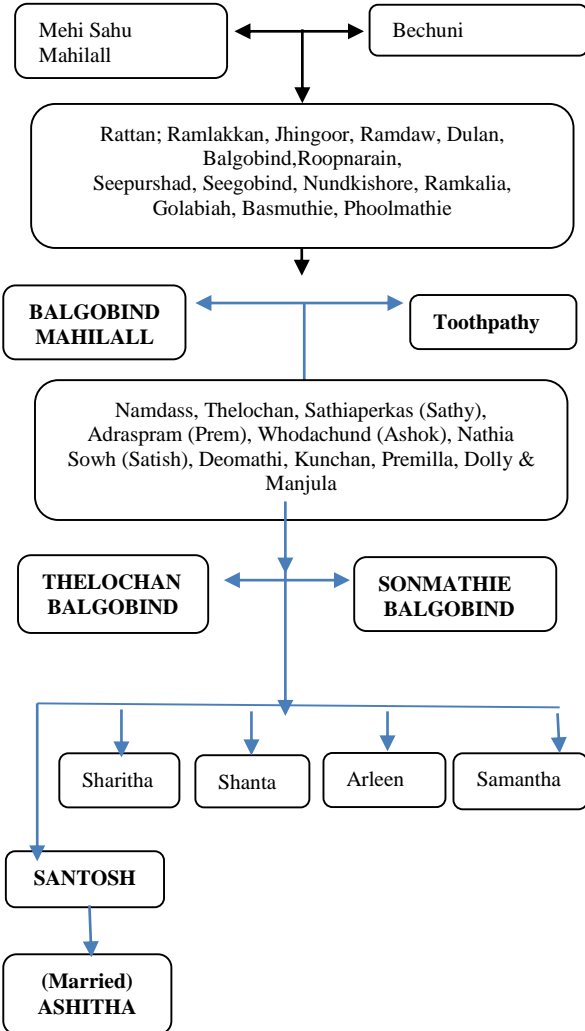 Mehi Sahu
Mahilall
Bechuni
Rattan; Ramlakkan, Jhingoor, Ramdaw, Dulan,
Balgobind,Roopnarain,
Seepurshad, Seegobind, Nundkishore, Ramkalia,
Golabiah, Basmuthie, Phoolmathie
BALGOBIND
MAHILALL
Toothpathy
Namdass, Thelochan, Sathiaperkas (Sathy),
Adraspram (Prem), Whodachund (Ashok), Nathia
Sowh (Satish), Deomathi, Kunchan, Premilla, Dolly &
Manjula
THELOCHAN
BALGOBIND
SONMATHIE
BALGOBIND
Sharitha
Shanta
Arleen
Samantha
SANTOSH
(Married)
ASHITHA